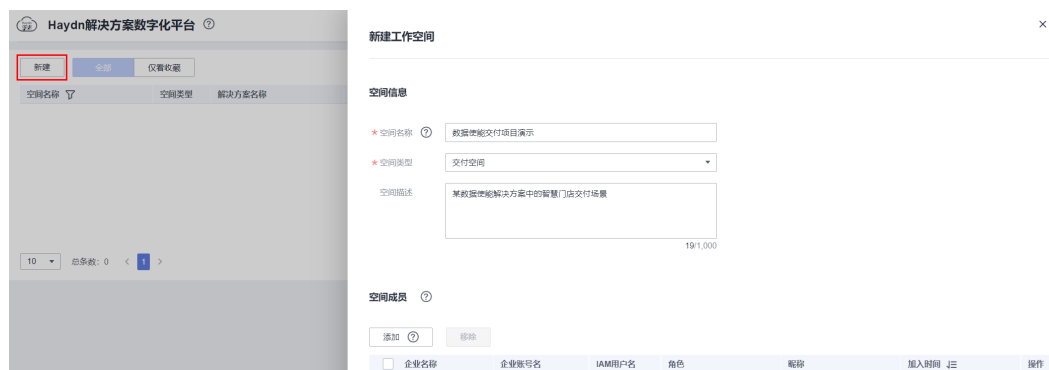 Haydn解决方案数字化平台
新建 全部 仅看收藏
空间名称 空间类型 解决方案名称
10 总条数：0 < 1 >
新建工作空间
空间信息
* 空间名称 数据使能交付项目演示
* 空间类型 交付空间
空间描述 某数据使能解决方案中的智慧门店交付场景
19/1,000
空间成员
添加 移除
企业名称 企业账号名 IAM用户名 角色 昵称 加入时间 操作